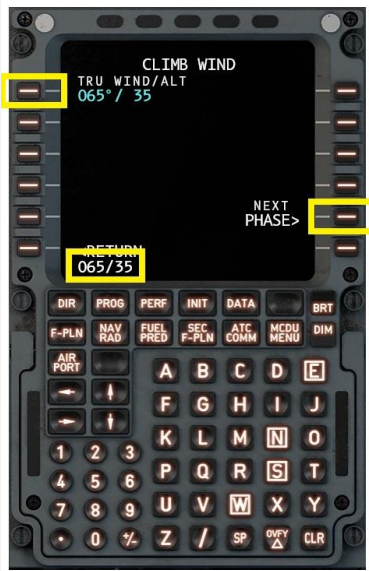 CLIMB WIND
TRU WIND/ALT
065°/ 35
NEXT
PHASE>
<RETURN
065/35
DIR PROG PERF INIT DATA BRT
F-PLN NAV RAD FUEL PRED SEC F-PLN ATC COMM MCDU MENU DIM
AIR PORT
A B C D E
F G H I J
1 2 3 K L M N O
4 5 6 P Q R S T
7 8 9 U V W X Y
. 0 +/- Z / SP OVFY △ CLR